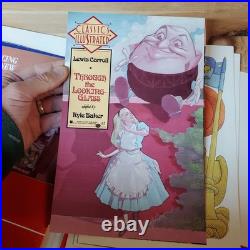 CLASSICS
ILLUSTRATED
Lewis Carroll
THROUGH
the
LOOKING-
GLASS
adapted by
Kyle Baker